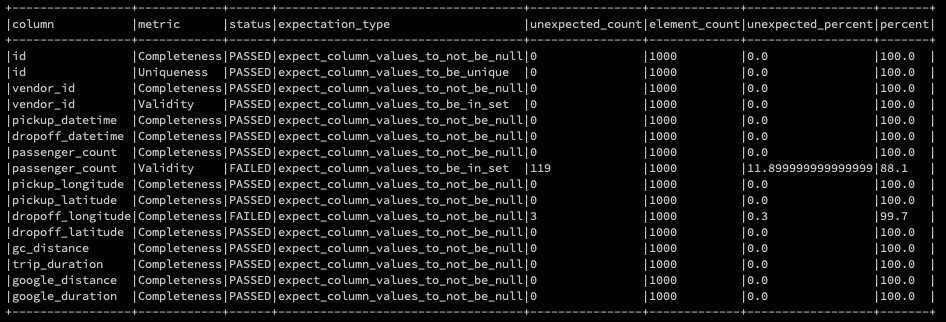 +-----------------+------------+------+-----------------------------------+----------------+-------------+------------------+-------+
|column           |metric      |status|expectation_type                   |unexpected_count|element_count|unexpected_percent|percent|
+-----------------+------------+------+-----------------------------------+----------------+-------------+------------------+-------+
|id               |Completeness|PASSED|expect_column_values_to_not_be_null|0               |1000         |0.0               |100.0  |
|id               |Uniqueness  |PASSED|expect_column_values_to_be_unique  |0               |1000         |0.0               |100.0  |
|vendor_id        |Completeness|PASSED|expect_column_values_to_not_be_null|0               |1000         |0.0               |100.0  |
|vendor_id        |Validity    |PASSED|expect_column_values_to_be_in_set  |0               |1000         |0.0               |100.0  |
|pickup_datetime  |Completeness|PASSED|expect_column_values_to_not_be_null|0               |1000         |0.0               |100.0  |
|dropoff_datetime |Completeness|PASSED|expect_column_values_to_not_be_null|0               |1000         |0.0               |100.0  |
|passenger_count  |Completeness|PASSED|expect_column_values_to_not_be_null|0               |1000         |0.0               |100.0  |
|passenger_count  |Validity    |FAILED|expect_column_values_to_be_in_set  |119             |1000         |11.899999999999999|88.1   |
|pickup_longitude |Completeness|PASSED|expect_column_values_to_not_be_null|0               |1000         |0.0               |100.0  |
|pickup_latitude  |Completeness|PASSED|expect_column_values_to_not_be_null|0               |1000         |0.0               |100.0  |
|dropoff_longitude|Completeness|FAILED|expect_column_values_to_not_be_null|3               |1000         |0.3               |99.7   |
|dropoff_latitude |Completeness|PASSED|expect_column_values_to_not_be_null|0               |1000         |0.0               |100.0  |
|gc_distance      |Completeness|PASSED|expect_column_values_to_not_be_null|0               |1000         |0.0               |100.0  |
|trip_duration    |Completeness|PASSED|expect_column_values_to_not_be_null|0               |1000         |0.0               |100.0  |
|google_distance  |Completeness|PASSED|expect_column_values_to_not_be_null|0               |1000         |0.0               |100.0  |
|google_duration  |Completeness|PASSED|expect_column_values_to_not_be_null|0               |1000         |0.0               |100.0  |
+-----------------+------------+------+-----------------------------------+----------------+-------------+------------------+-------+